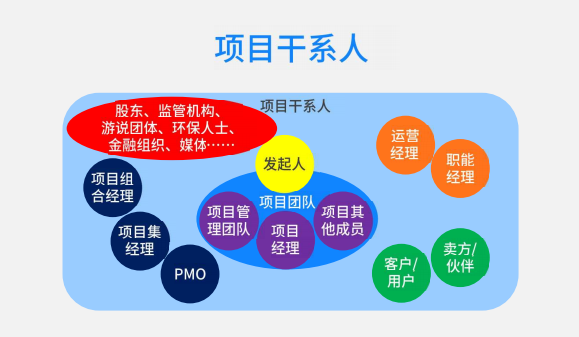 项目干系人
项目干系人
股东、监管机构、
游说团体、环保人士、
金融组织、媒体……
发起人
运营
经理
职能
经理
项目组
合经理
项目集
经理
PMO
项目团队
项目管
理团队
项目
经理
项目其
他成员
客户/
用户
卖方/
伙伴